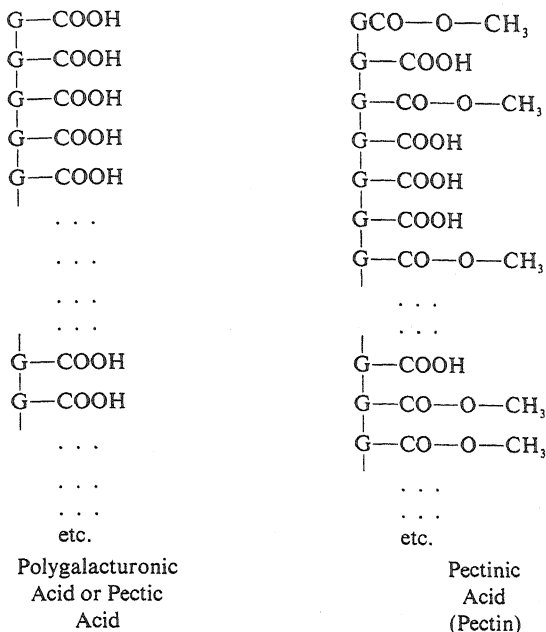 G—COOH
G—COOH
G—COOH
G—COOH
G—COOH
. . .
. . .
. . .
. . .
G—COOH
G—COOH
. . .
. . .
. . .
etc.
Polygalacturonic
Acid or Pectic
Acid
GCO—O—CH₃
G—COOH
G—CO—O—CH₃
G—COOH
G—COOH
G—COOH
G—CO—O—CH₃
. . .
. . .
G—COOH
G—CO—O—CH₃
G—CO—O—CH₃
. . .
. . .
etc.
Pectinic
Acid
(Pectin)